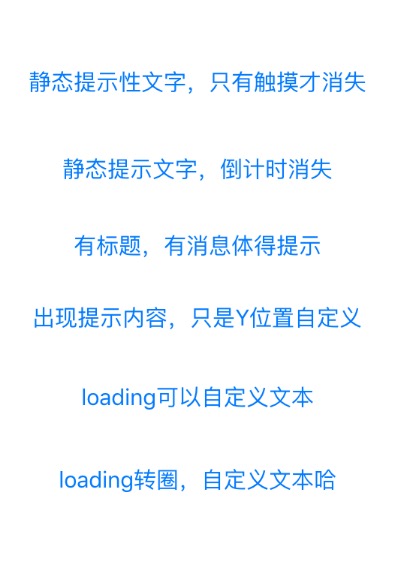 静态提示性文字，只有触摸才消失
静态提示文字，倒计时消失
有标题，有消息体得提示
出现提示内容，只是Y位置自定义
loading可以自定义文本
loading转圈，自定义文本哈